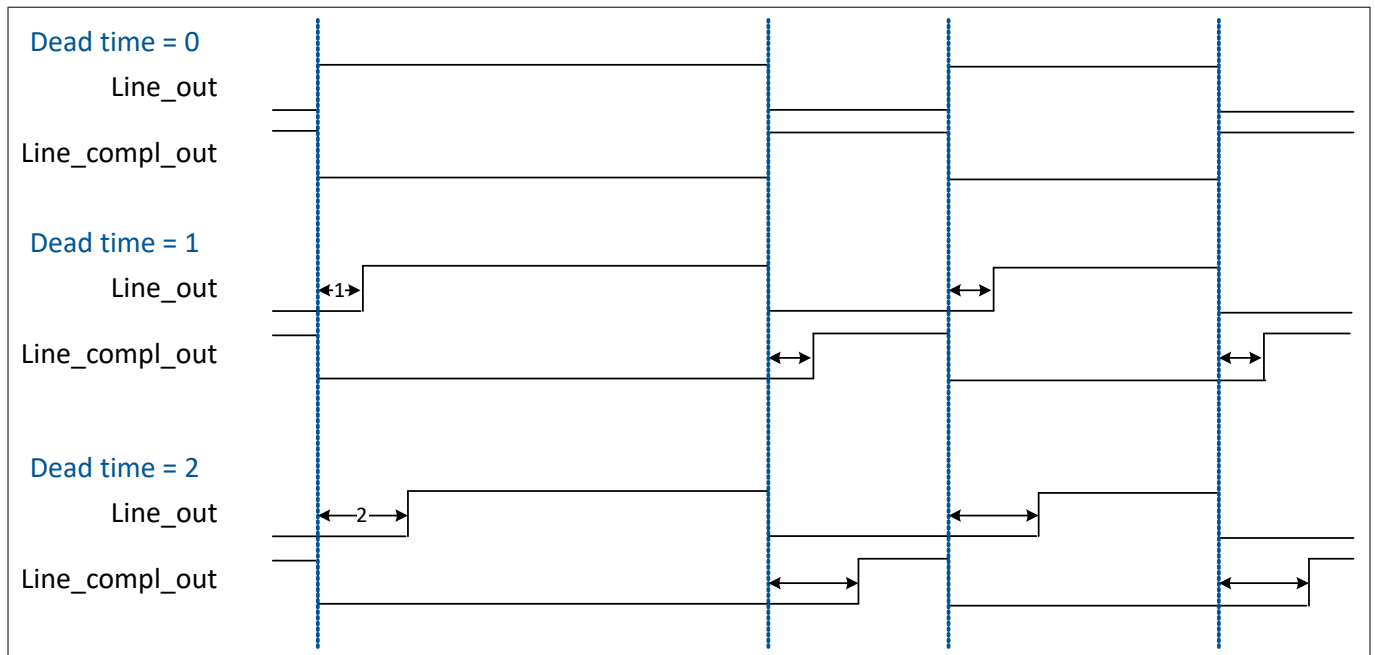 Dead time = 0
Line_out
Line_compl_out
Dead time = 1
Line_out
1
Line_compl_out
Dead time = 2
Line_out
2
Line_compl_out